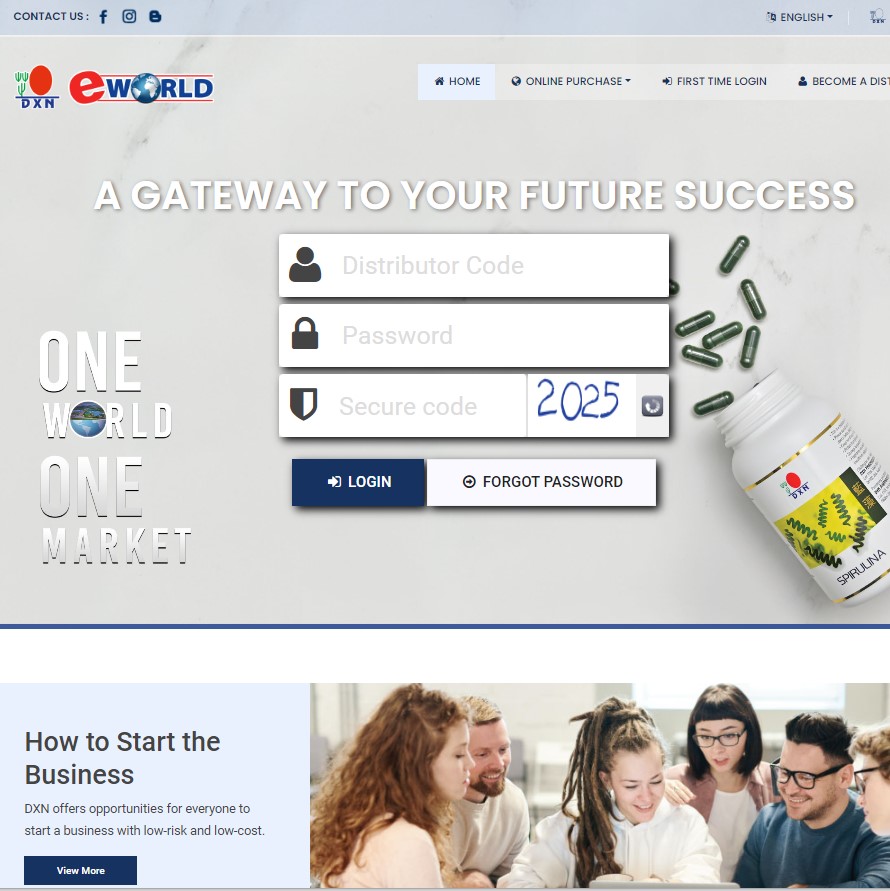 CONTACT US :
ENGLISH
DXN
eWORLD
HOME
ONLINE PURCHASE
FIRST TIME LOGIN
BECOME A DIST
A GATEWAY TO YOUR FUTURE SUCCESS
Distributor Code
Password
Secure code
2025
LOGIN
FORGOT PASSWORD
ONE
WORLD
ONE
MARKET
DXN
SPIRULINA
How to Start the
Business
DXN offers opportunities for everyone to
start a business with low-risk and low-cost.
View More